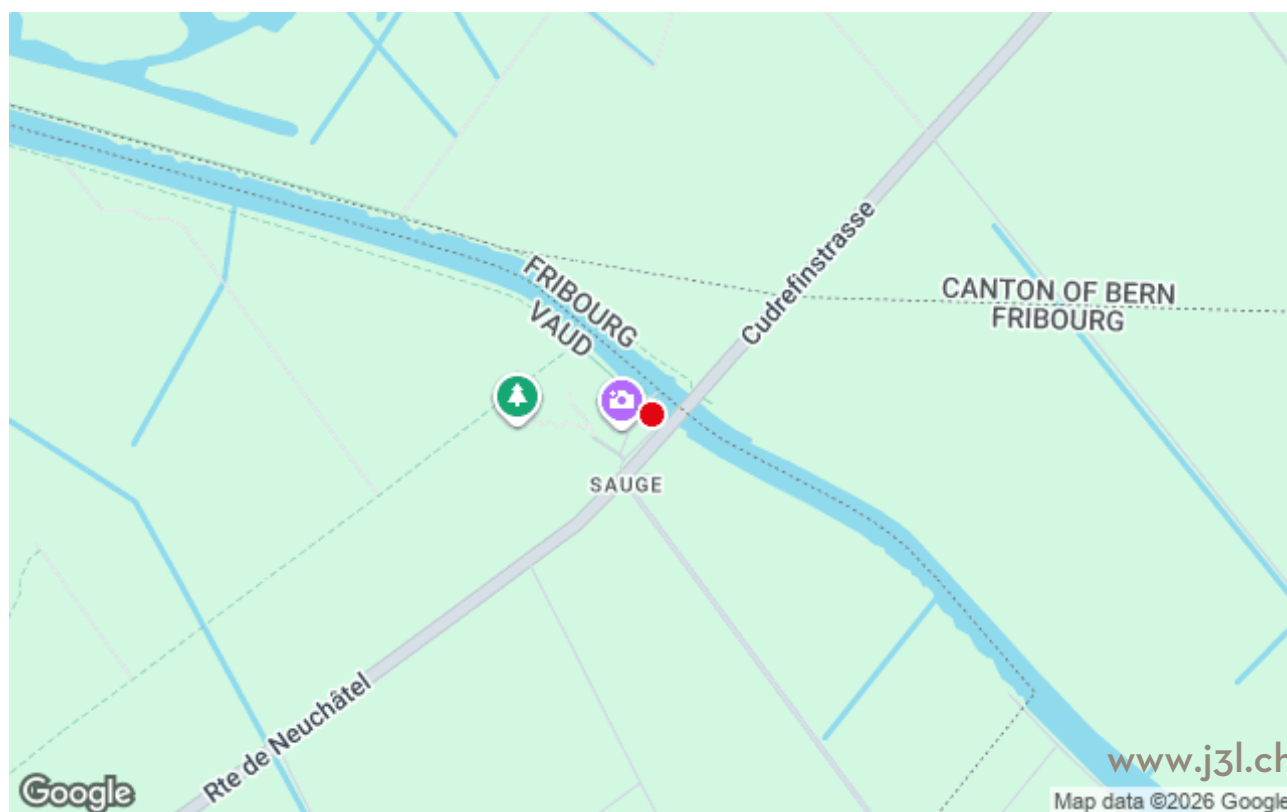 FRIBOURG
VAUD
Cudrefinstrasse
CANTON OF BERN
FRIBOURG
SAUGE
Rte de Neuchâtel
www.j3l.ch
Google
Map data ©2026 Google